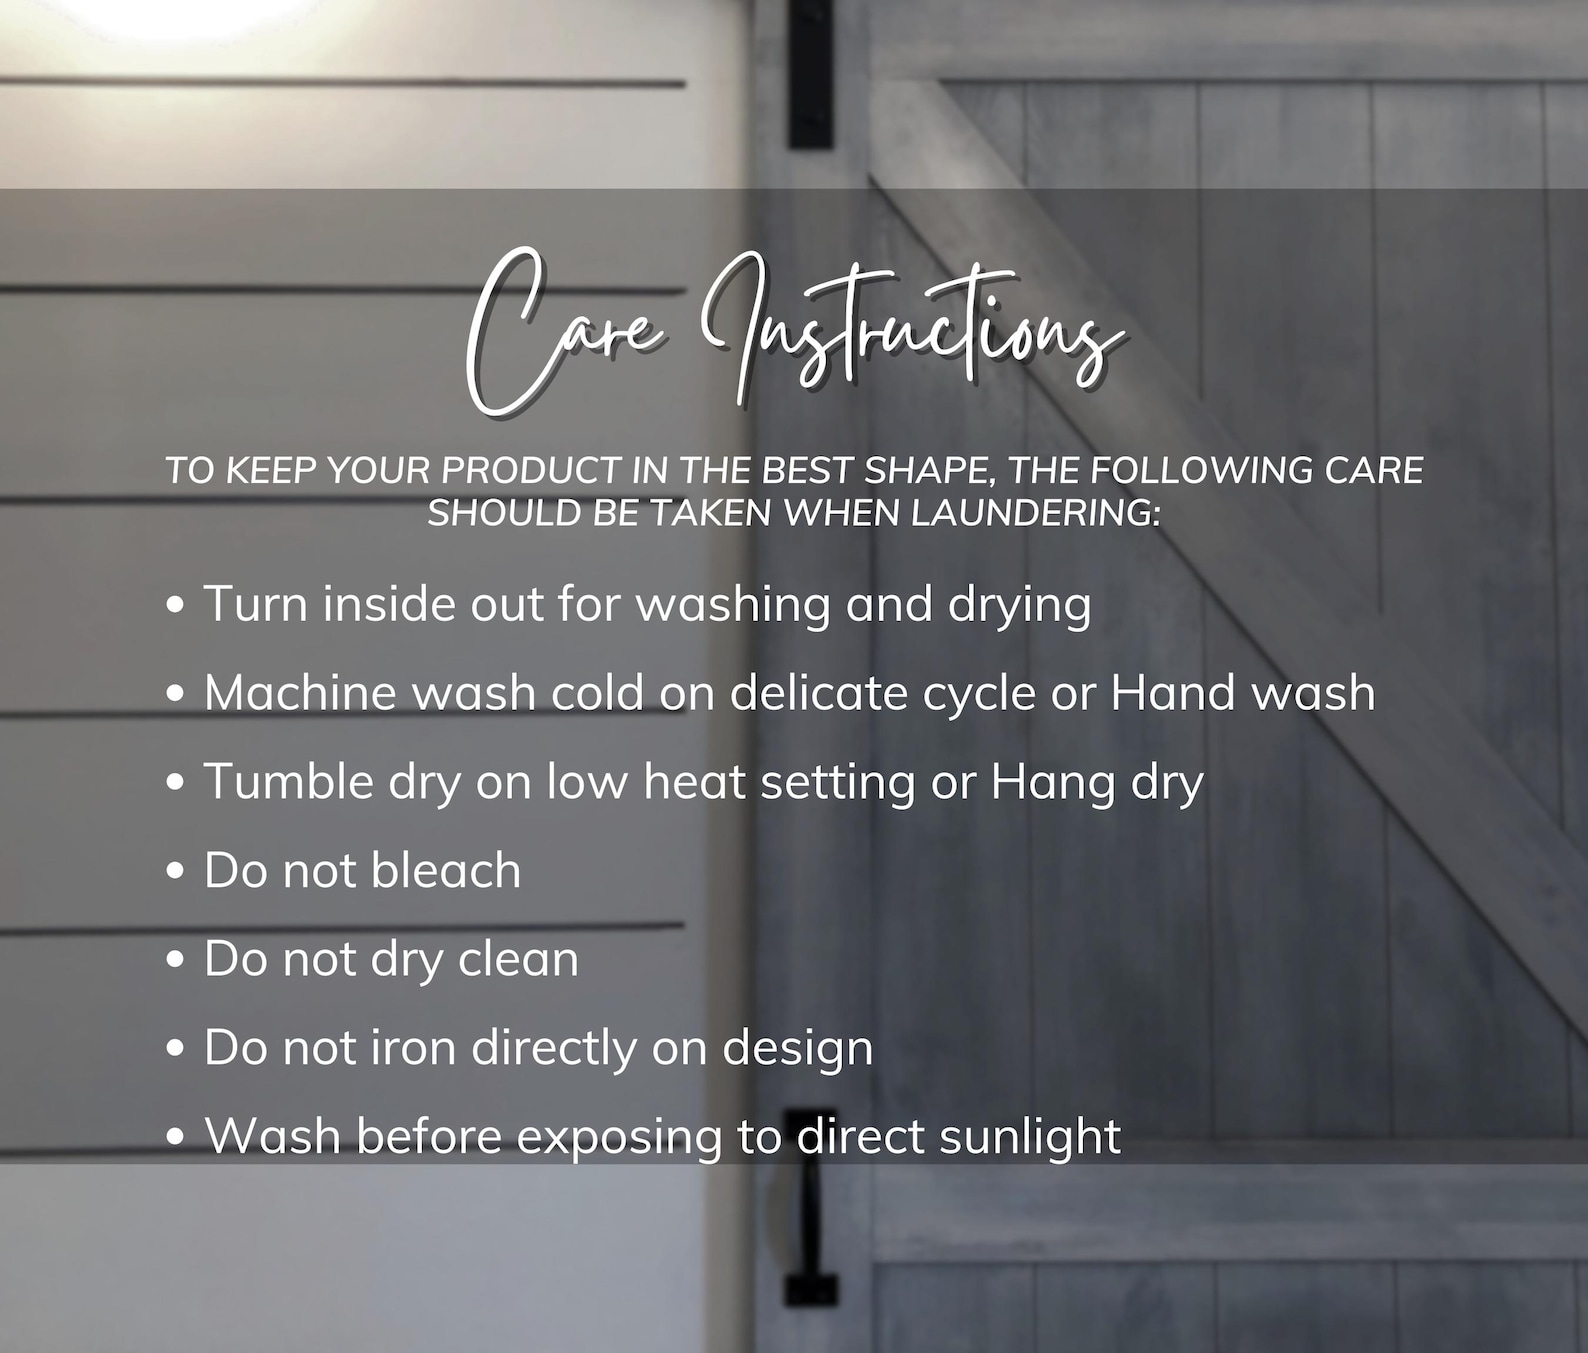 Care Instructions
TO KEEP YOUR PRODUCT IN THE BEST SHAPE, THE FOLLOWING CARE
SHOULD BE TAKEN WHEN LAUNDERING:
• Turn inside out for washing and drying
• Machine wash cold on delicate cycle or Hand wash
• Tumble dry on low heat setting or Hang dry
• Do not bleach
• Do not dry clean
• Do not iron directly on design
• Wash before exposing to direct sunlight